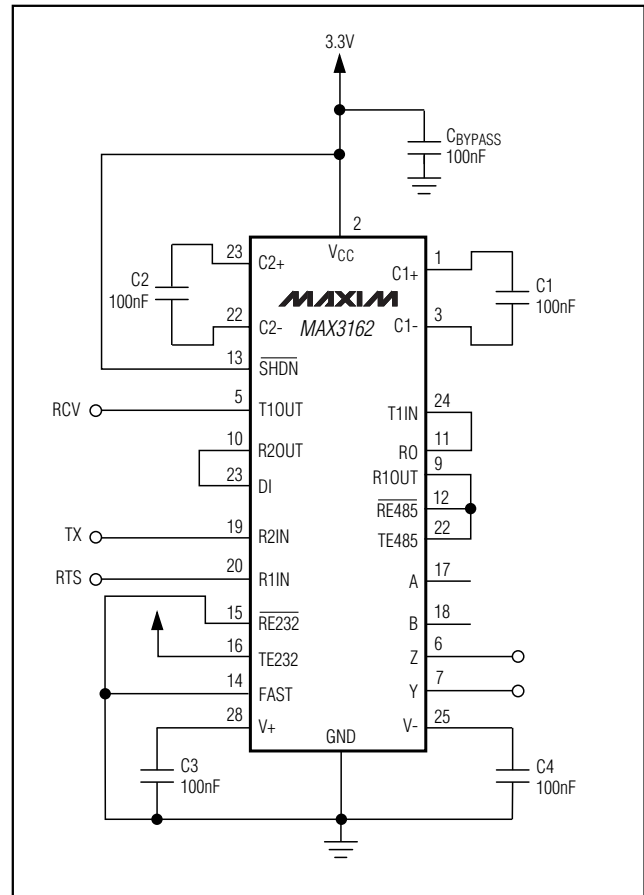 3.3V
CBYPASS
100nF
2
VCC
23
C2+
C2
100nF
22
C2-
1
C1+
C1
100nF
3
C1-
MAXIM
MAX3162
13
SHDN
RCV
5
T1OUT
24
T1IN
10
R2OUT
11
RO
23
DI
9
R1OUT
12
RE485
TX
19
R2IN
22
TE485
RTS
20
R1IN
17
A
15
RE232
18
B
16
TE232
6
Z
14
FAST
7
Y
28
V+
GND
25
V-
C3
100nF
C4
100nF